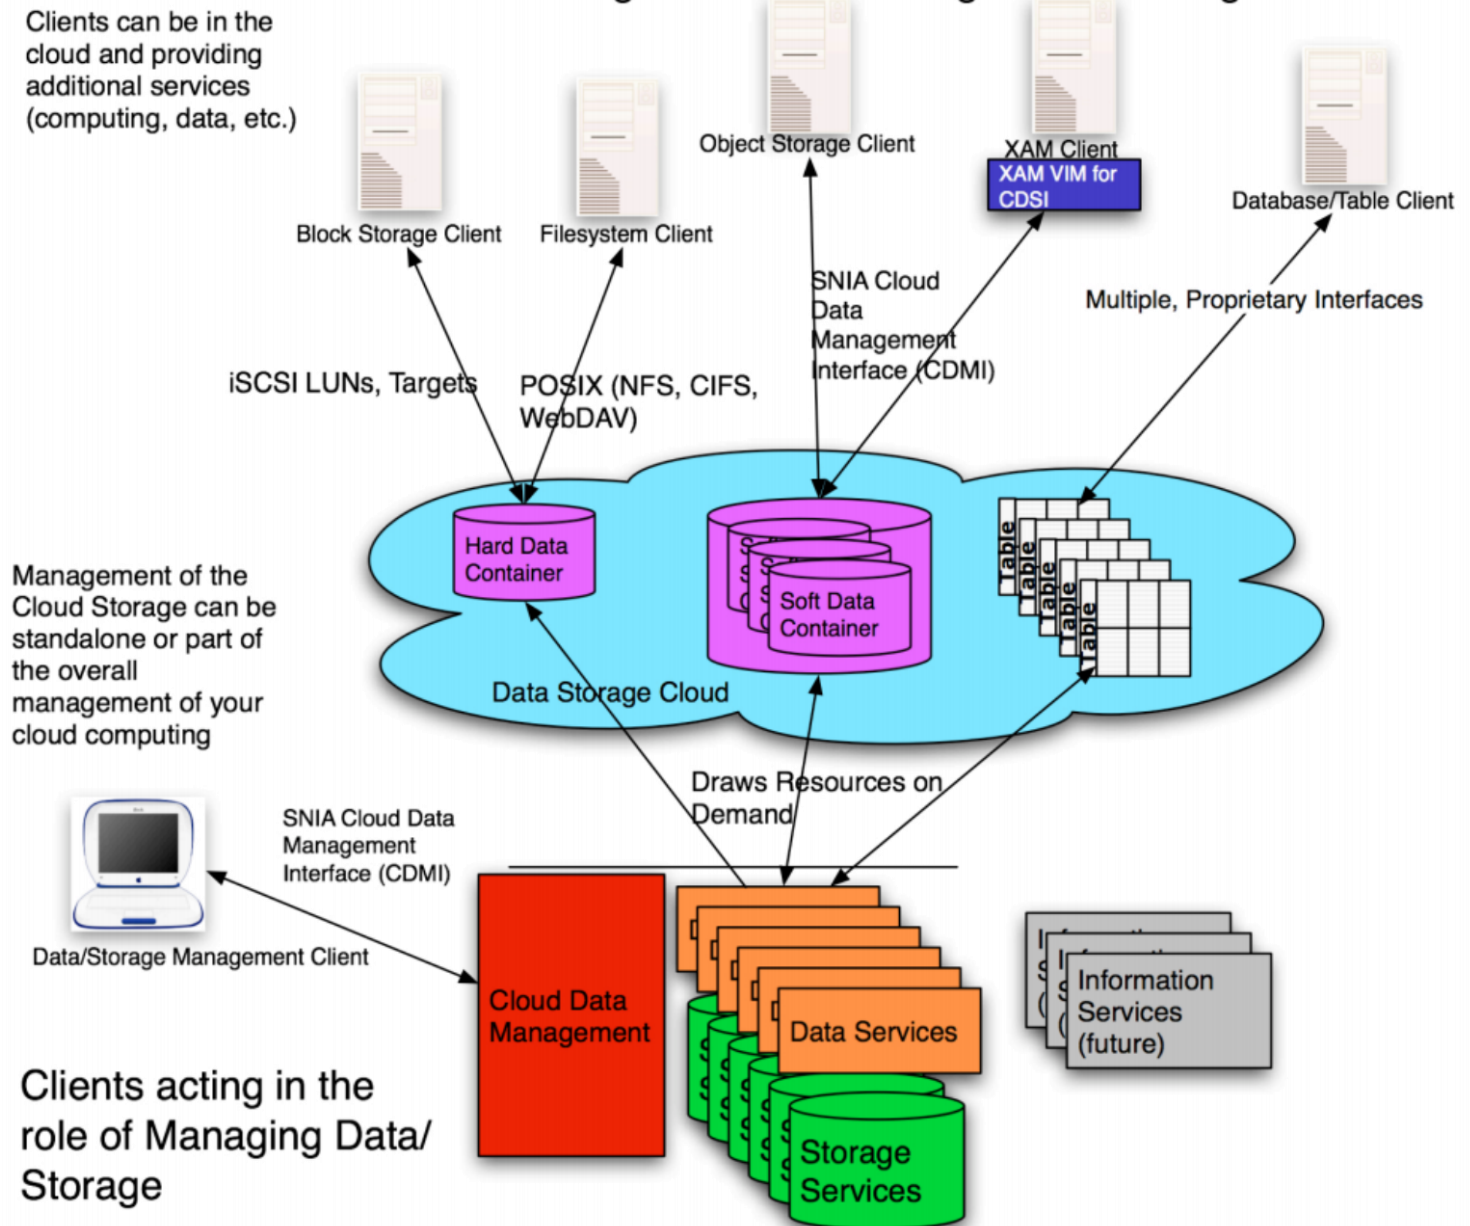 Clients can be in the
cloud and providing
additional services
(computing, data, etc.)
Block Storage Client
Filesystem Client
Object Storage Client
XAM Client
XAM VIM for
CDSI
Database/Table Client
iSCSI LUNs, Targets
POSIX (NFS, CIFS,
WebDAV)
SNIA Cloud
Data
Management
Interface (CDMI)
Multiple, Proprietary Interfaces
Hard Data
Container
Soft Data
Container
Table
Table
Table
Table
Table
Data Storage Cloud
Management of the
Cloud Storage can be
standalone or part of
the overall
management of your
cloud computing
Draws Resources on
Demand
SNIA Cloud Data
Management
Interface (CDMI)
Data/Storage Management Client
Cloud Data
Management
Data Services
Storage
Services
Information
Services
(future)
Clients acting in the
role of Managing Data/
Storage